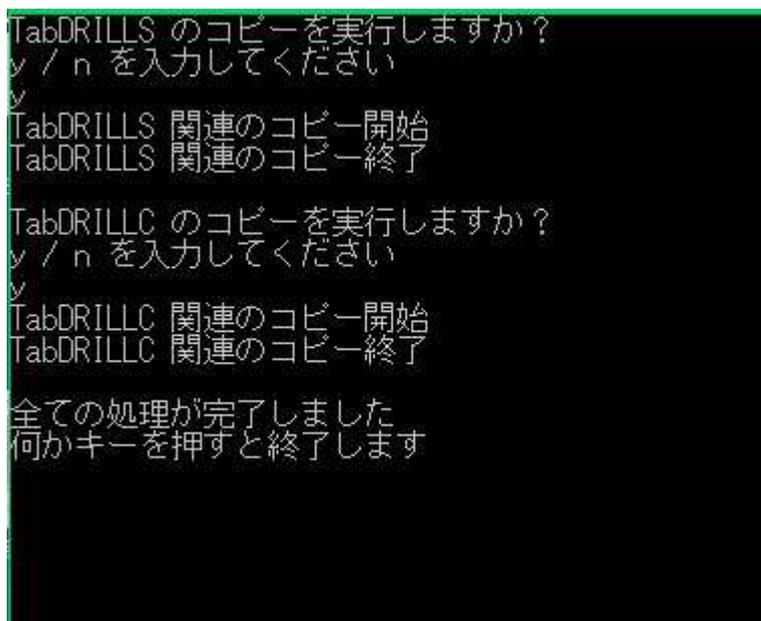 TabDRILLS のコピーを実行しますか？
y / n を入力してください
y
TabDRILLS 関連のコピー開始
TabDRILLS 関連のコピー終了
TabDRILLC のコピーを実行しますか？
y / n を入力してください
y
TabDRILLC 関連のコピー開始
TabDRILLC 関連のコピー終了
全ての処理が完了しました
何かキーを押すと終了します